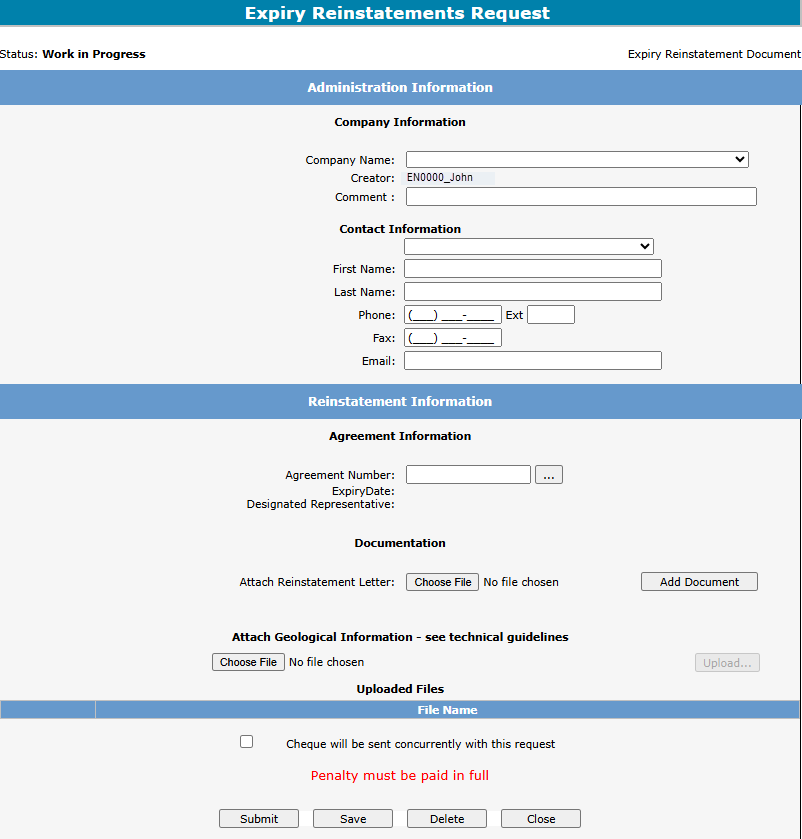 Expiry Reinstatements Request
Status: Work in Progress
Expiry Reinstatement Document
Administration Information
Company Information
Company Name:
Creator: EN0000_John
Comment :
Contact Information
First Name:
Last Name:
Phone: (___) ___-____ Ext
Fax: (___) ___-____
Email:
Reinstatement Information
Agreement Information
Agreement Number: ...
ExpiryDate:
Designated Representative:
Documentation
Attach Reinstatement Letter: Choose File No file chosen Add Document
Attach Geological Information - see technical guidelines
Choose File No file chosen Upload...
Uploaded Files
File Name
Cheque will be sent concurrently with this request
Penalty must be paid in full
Submit Save Delete Close